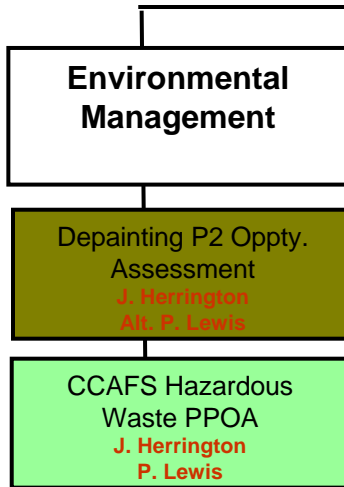 Environmental
Management
Depainting P2 Oppty.
Assessment
J. Herrington
Alt. P. Lewis
CCAFS Hazardous
Waste PPOA
J. Herrington
P. Lewis